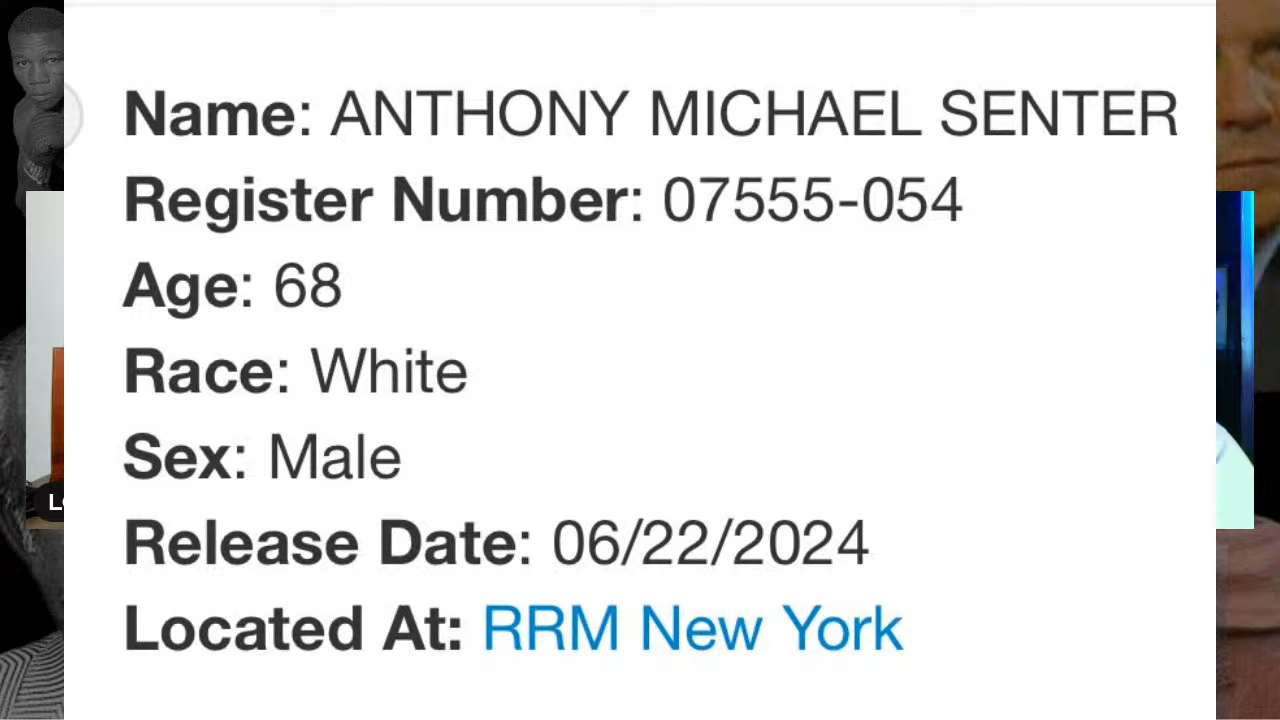 Name: ANTHONY MICHAEL SENTER
Register Number: 07555-054
Age: 68
Race: White
Sex: Male
Release Date: 06/22/2024
Located At: RRM New York